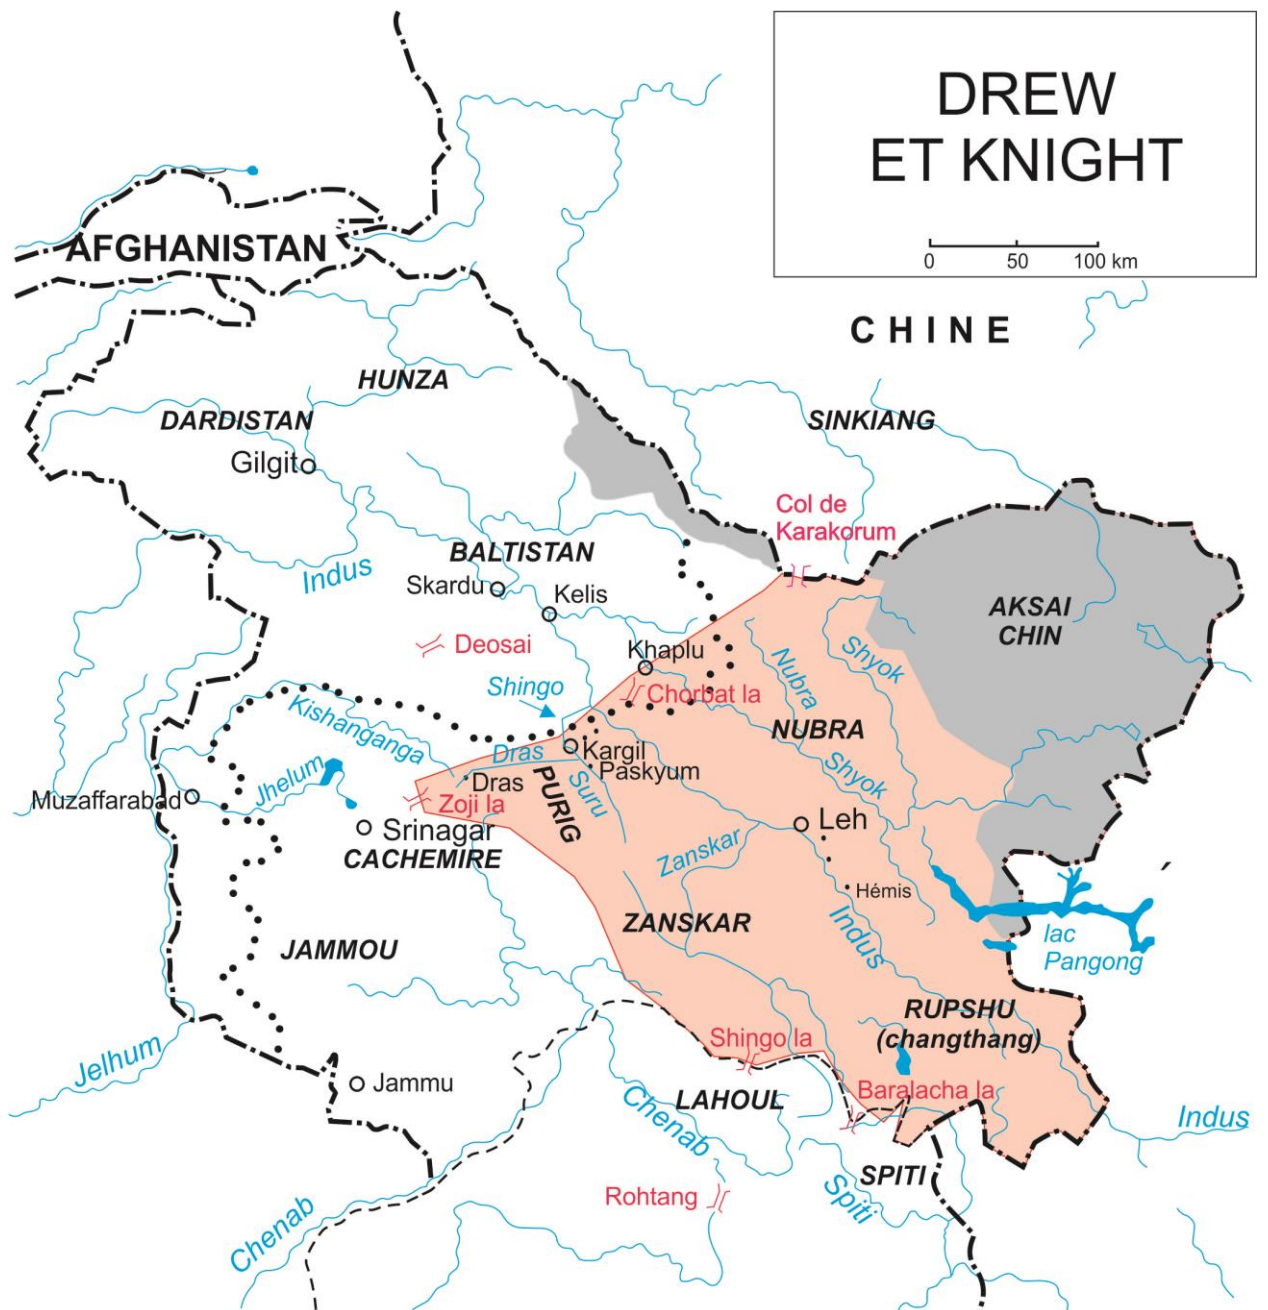 DREW
ET KNIGHT
0 50 100 km
AFGHANISTAN
CHINE
HUNZA
DARDISTAN
Gilgit
SINKIANG
Col de
Karakorum
Indus
BALTISTAN
Skardu
Kelis
AKSAI
CHIN
Deosai
Khaplu
Nubra
Shyok
Shingo
Chorbat la
Kishanganga
NUBRA
Dras
Kargil
Paskyum
Jhelum
Dras
PURIG
Suru
Shyok
Muzaffarabad
Zoji la
Srinagar
CACHEMIRE
Leh
Zanskar
Hémis
ZANSKAR
Indus
JAMMOU
lac
Pangong
RUPSHU
(changthang)
Shingo la
Jelhum
Jammu
LAHOUL
Baralacha la
Chenab
Indus
SPITI
Spiti
Rohtang
Chenab